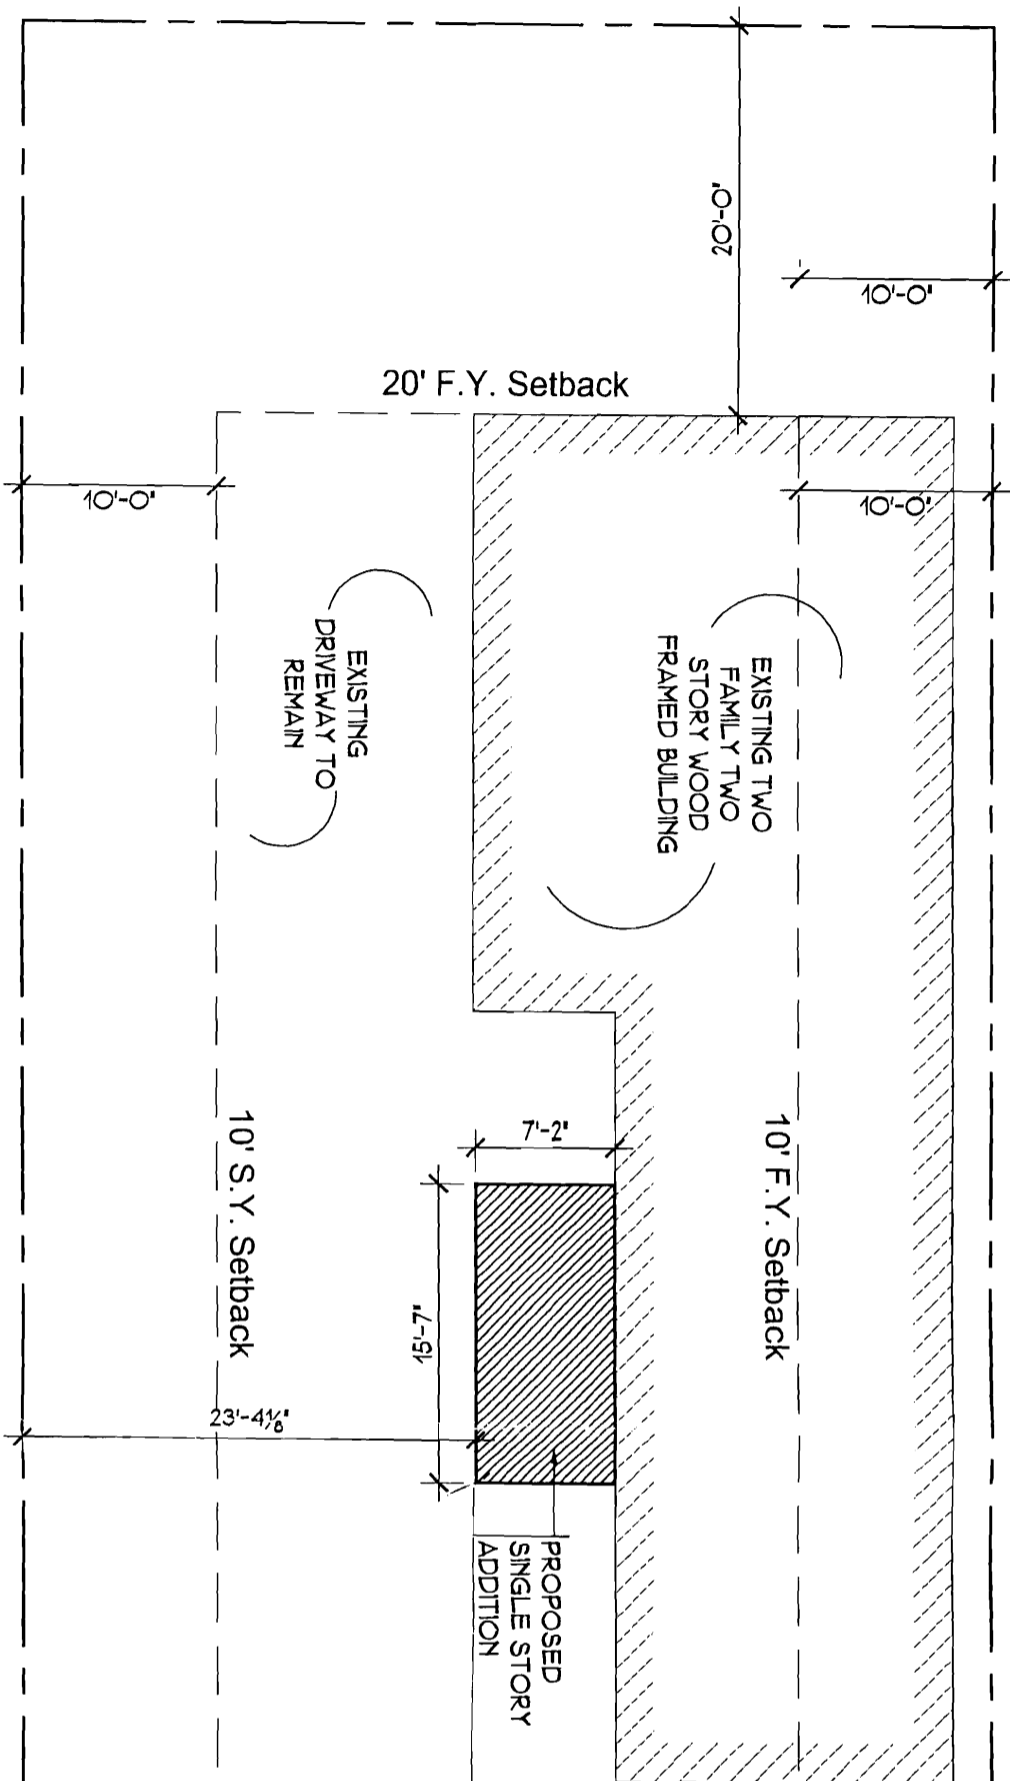 20'-0"
10'-0"
20' F.Y. Setback
10'-0"
10'-0"
EXISTING TWO
FAMILY TWO
STORY WOOD
FRAMED BUILDING
EXISTING
DRIVEWAY TO
REMAIN
10' F.Y. Setback
10' S.Y. Setback
7'-2"
15'-7"
23'-4⅛"
PROPOSED
SINGLE STORY
ADDITION